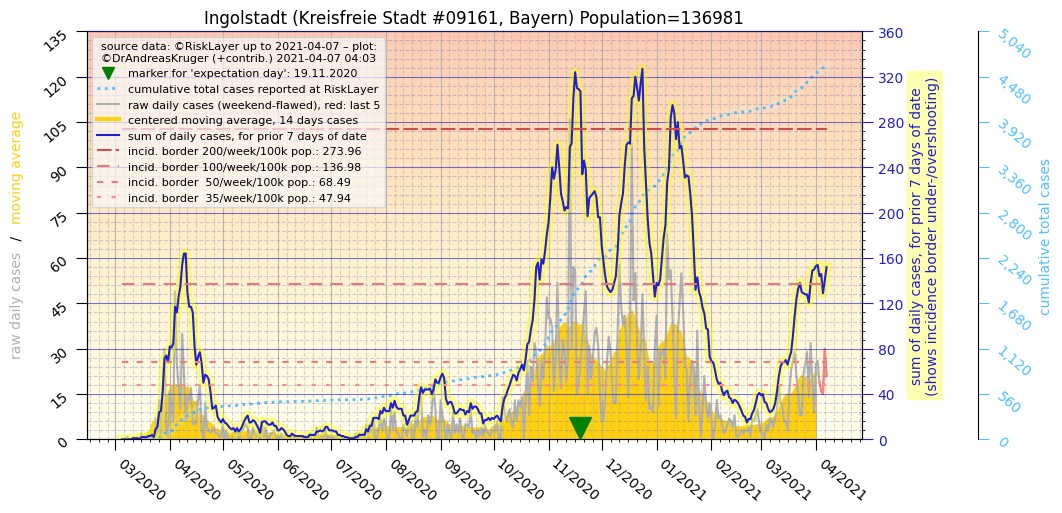 Ingolstadt (Kreisfreie Stadt #09161, Bayern) Population=136981
source data: ©RiskLayer up to 2021-04-07 – plot:
©DrAndreasKruger (+contrib.) 2021-04-07 04:03
marker for 'expectation day': 19.11.2020
cumulative total cases reported at RiskLayer
raw daily cases (weekend-flawed), red: last 5
centered moving average, 14 days cases
sum of daily cases, for prior 7 days of date
incid. border 200/week/100k pop.: 273.96
incid. border 100/week/100k pop.: 136.98
incid. border  50/week/100k pop.: 68.49
incid. border  35/week/100k pop.: 47.94
raw daily cases / moving average
135
120
105
90
75
60
45
30
15
0
03/2020
04/2020
05/2020
06/2020
07/2020
08/2020
09/2020
10/2020
11/2020
12/2020
01/2021
02/2021
03/2021
04/2021
360
320
280
240
200
160
120
80
40
0
sum of daily cases, for prior 7 days of date
(shows incidence border under-/overshooting)
5,040
4,480
3,920
3,360
2,800
2,240
1,680
1,120
560
0
cumulative total cases